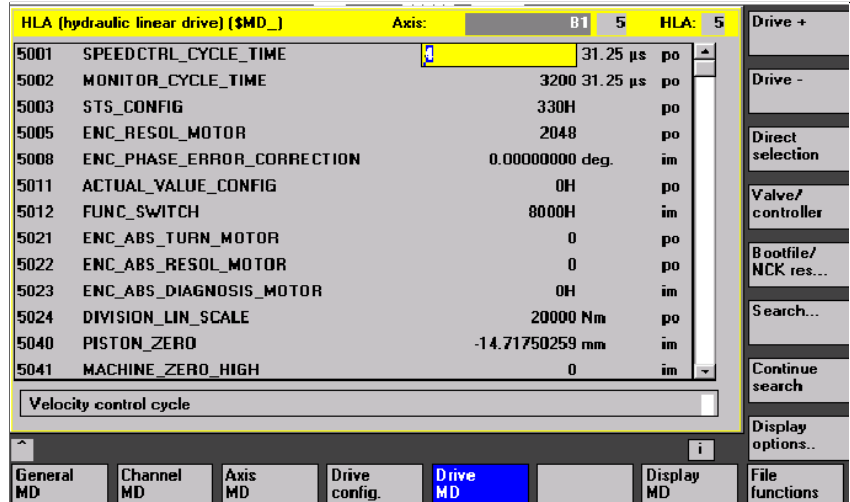 HLA (hydraulic linear drive) ($MD_) Axis: B1 5 HLA: 5
5001 SPEEDCTRL_CYCLE_TIME 4 31.25 µs po
5002 MONITOR_CYCLE_TIME 3200 31.25 µs po
5003 STS_CONFIG 330H po
5005 ENC_RESOL_MOTOR 2048 po
5008 ENC_PHASE_ERROR_CORRECTION 0.00000000 deg. im
5011 ACTUAL_VALUE_CONFIG 0H po
5012 FUNC_SWITCH 8000H im
5021 ENC_ABS_TURN_MOTOR 0 po
5022 ENC_ABS_RESOL_MOTOR 0 po
5023 ENC_ABS_DIAGNOSIS_MOTOR 0H im
5024 DIVISION_LIN_SCALE 20000 Nm po
5040 PISTON_ZERO -14.71750259 mm im
5041 MACHINE_ZERO_HIGH 0 im
Velocity control cycle
^ i
Drive +
Drive -
Direct
selection
Valve/
controller
Bootfile/
NCK res...
Search...
Continue
search
Display
options..
General
MD
Channel
MD
Axis
MD
Drive
config.
Drive
MD
Display
MD
File
functions